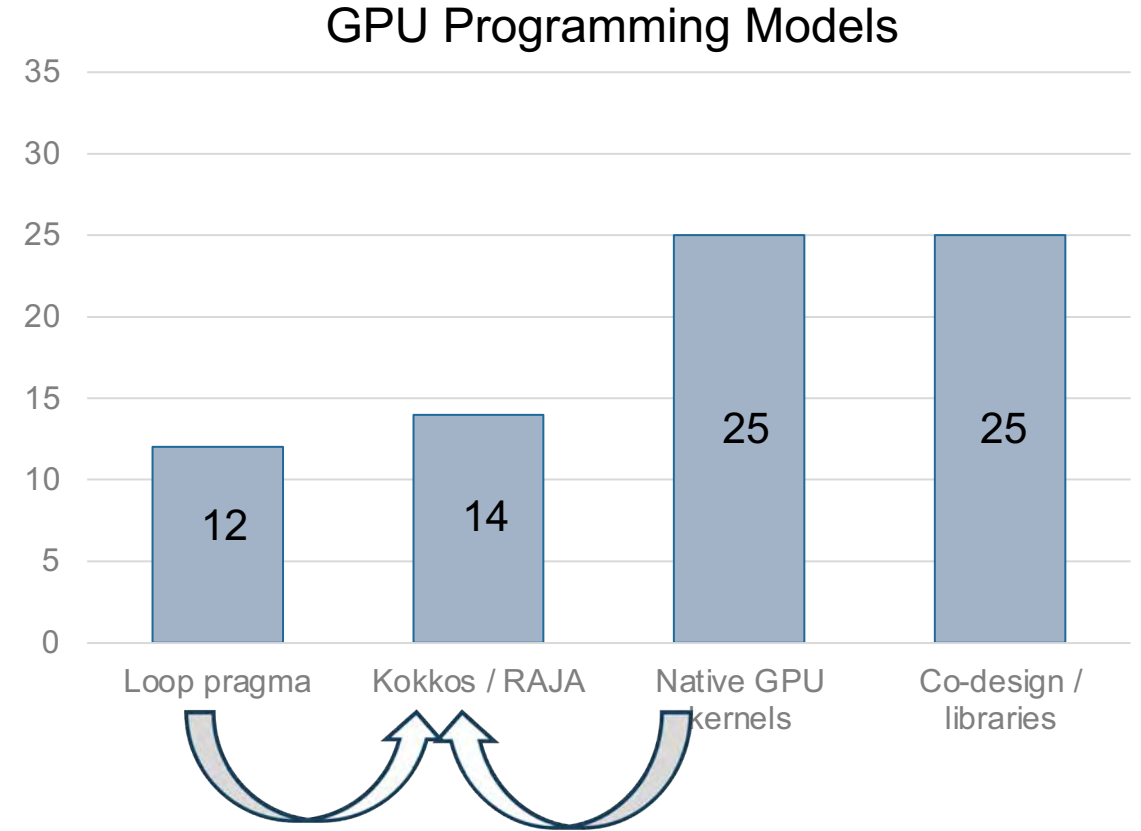 GPU Programming Models
35
30
25
20
15
10
5
0
12
14
25
25
Loop pragma
Kokkos / RAJA
Native GPU
kernels
Co-design /
libraries